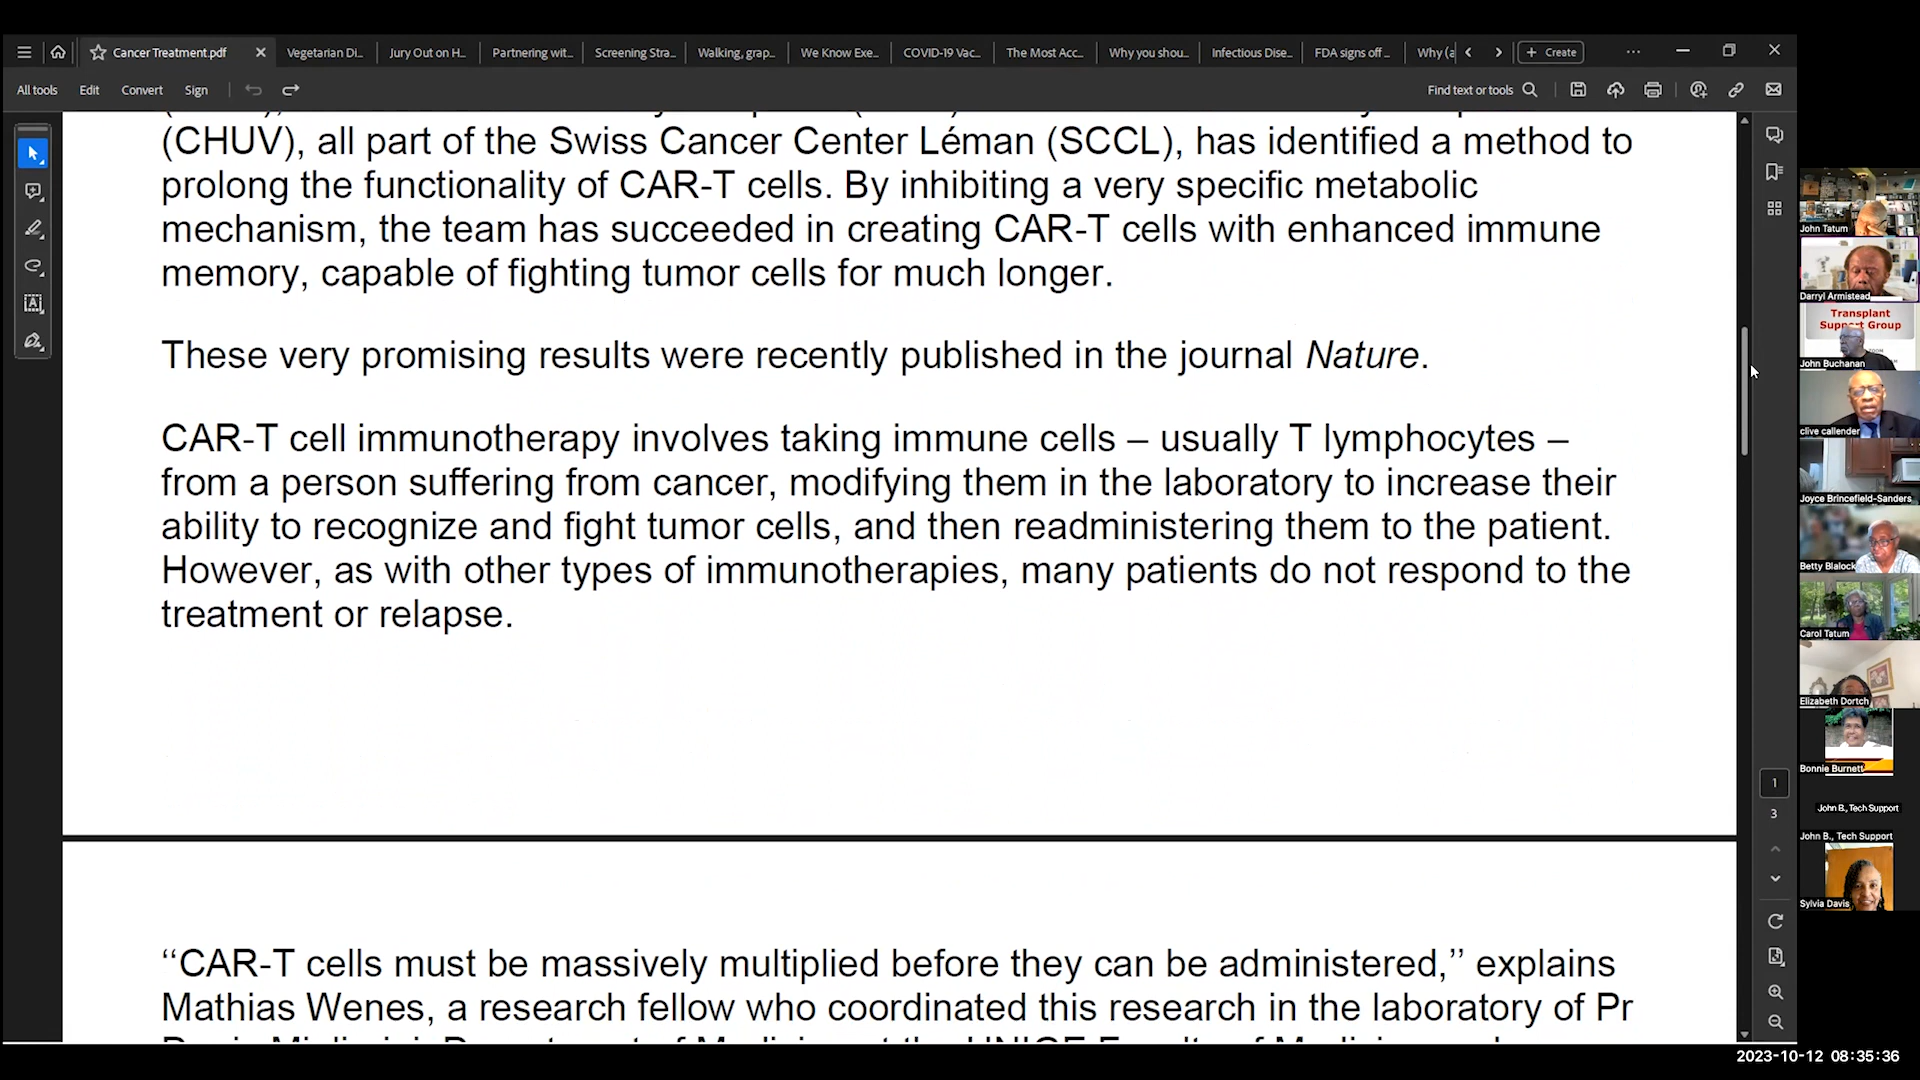 Cancer Treatment.pdf
Vegetarian Di...
Jury Out on H...
Partnering wit...
Screening Stra...
Walking, grap...
We Know Exe...
COVID-19 Vac...
The Most Acc...
Why you shou...
Infectious Dise...
FDA signs off ...
Why (a
Create
All tools
Edit
Convert
Sign
Find text or tools
(CHUV), all part of the Swiss Cancer Center Léman (SCCL), has identified a method to
prolong the functionality of CAR-T cells. By inhibiting a very specific metabolic
mechanism, the team has succeeded in creating CAR-T cells with enhanced immune
memory, capable of fighting tumor cells for much longer.
These very promising results were recently published in the journal Nature.
CAR-T cell immunotherapy involves taking immune cells – usually T lymphocytes –
from a person suffering from cancer, modifying them in the laboratory to increase their
ability to recognize and fight tumor cells, and then readministering them to the patient.
However, as with other types of immunotherapies, many patients do not respond to the
treatment or relapse.
‘‘CAR-T cells must be massively multiplied before they can be administered,’’ explains
Mathias Wenes, a research fellow who coordinated this research in the laboratory of Pr
1
3
John Tatum
Darryl Armistead
Transplant
Support Group
John Buchanan
clive callender
Joyce Brincefield-Sanders
Betty Blalock
Carol Tatum
Elizabeth Dortch
Bonnie Burnett
John B., Tech Support
John B., Tech Support
Sylvia Davis
2023-10-12 08:35:36